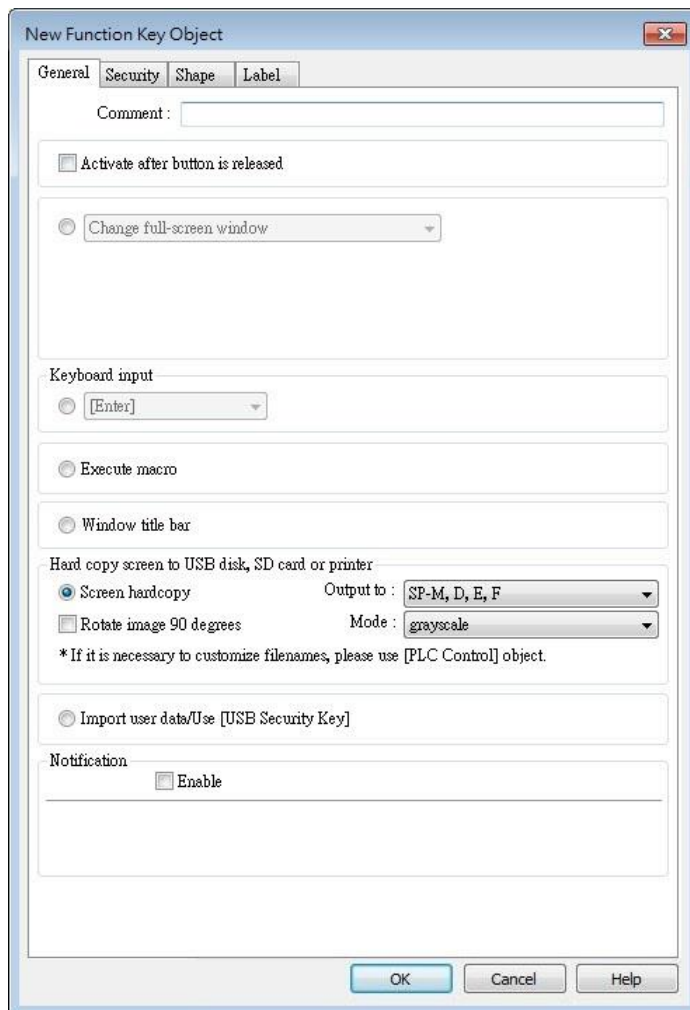 New Function Key Object
General Security Shape Label
Comment :
Activate after button is released
Change full-screen window
Keyboard input
[Enter]
Execute macro
Window title bar
Hard copy screen to USB disk, SD card or printer
Screen hardcopy Output to : SP-M, D, E, F
Rotate image 90 degrees Mode : grayscale
* If it is necessary to customize filenames, please use [PLC Control] object.
Import user data/Use [USB Security Key]
Notification
Enable
OK Cancel Help